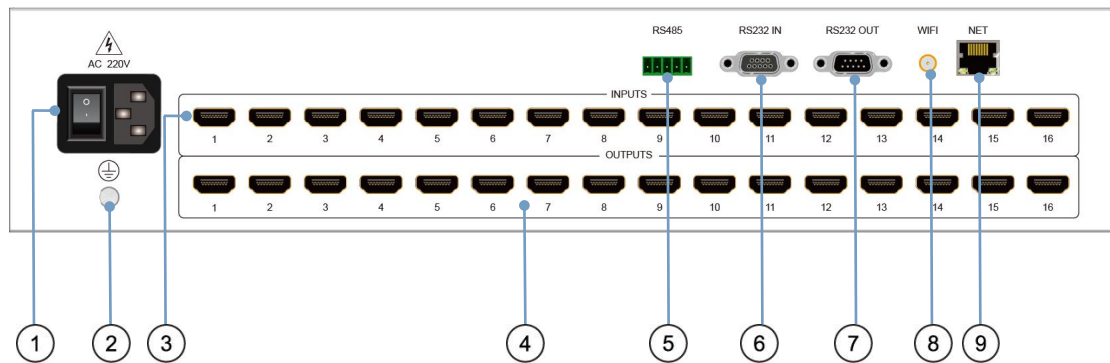 RS485 RS232 IN RS232 OUT WIFI NET
AC 220V
INPUTS
1 2 3 4 5 6 7 8 9 10 11 12 13 14 15 16
OUTPUTS
1 2 3 4 5 6 7 8 9 10 11 12 13 14 15 16
1 2 3 4 5 6 7 8 9